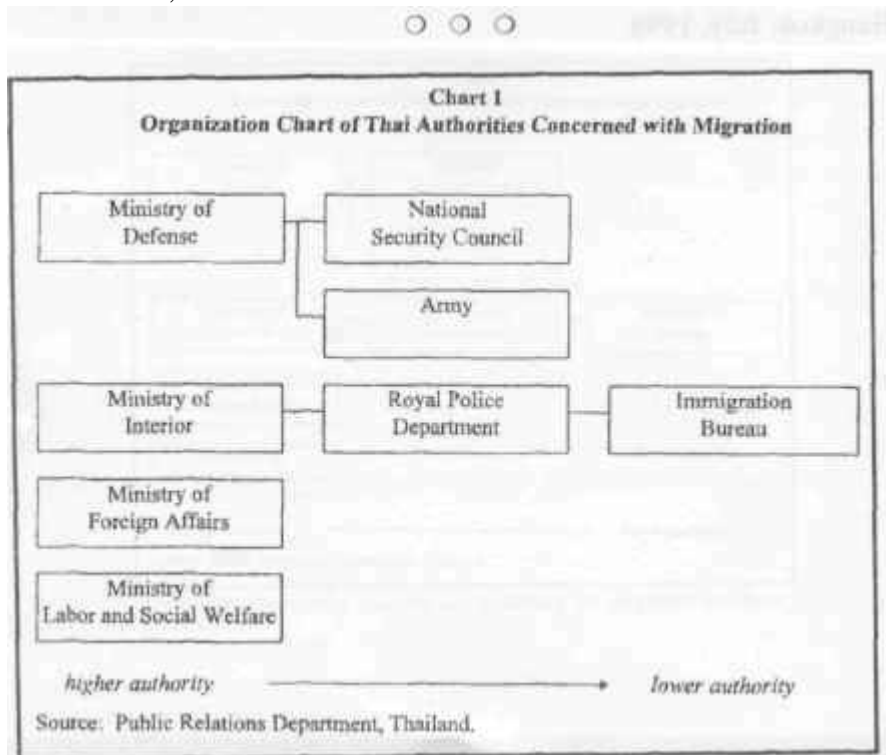 Chart 1
Organization Chart of Thai Authorities Concerned with Migration
Ministry of
Defense
National
Security Council
Army
Ministry of
Interior
Royal Police
Department
Immigration
Bureau
Ministry of
Foreign Affairs
Ministry of
Labor and Social Welfare
higher authority
lower authority
Source: Public Relations Department, Thailand.